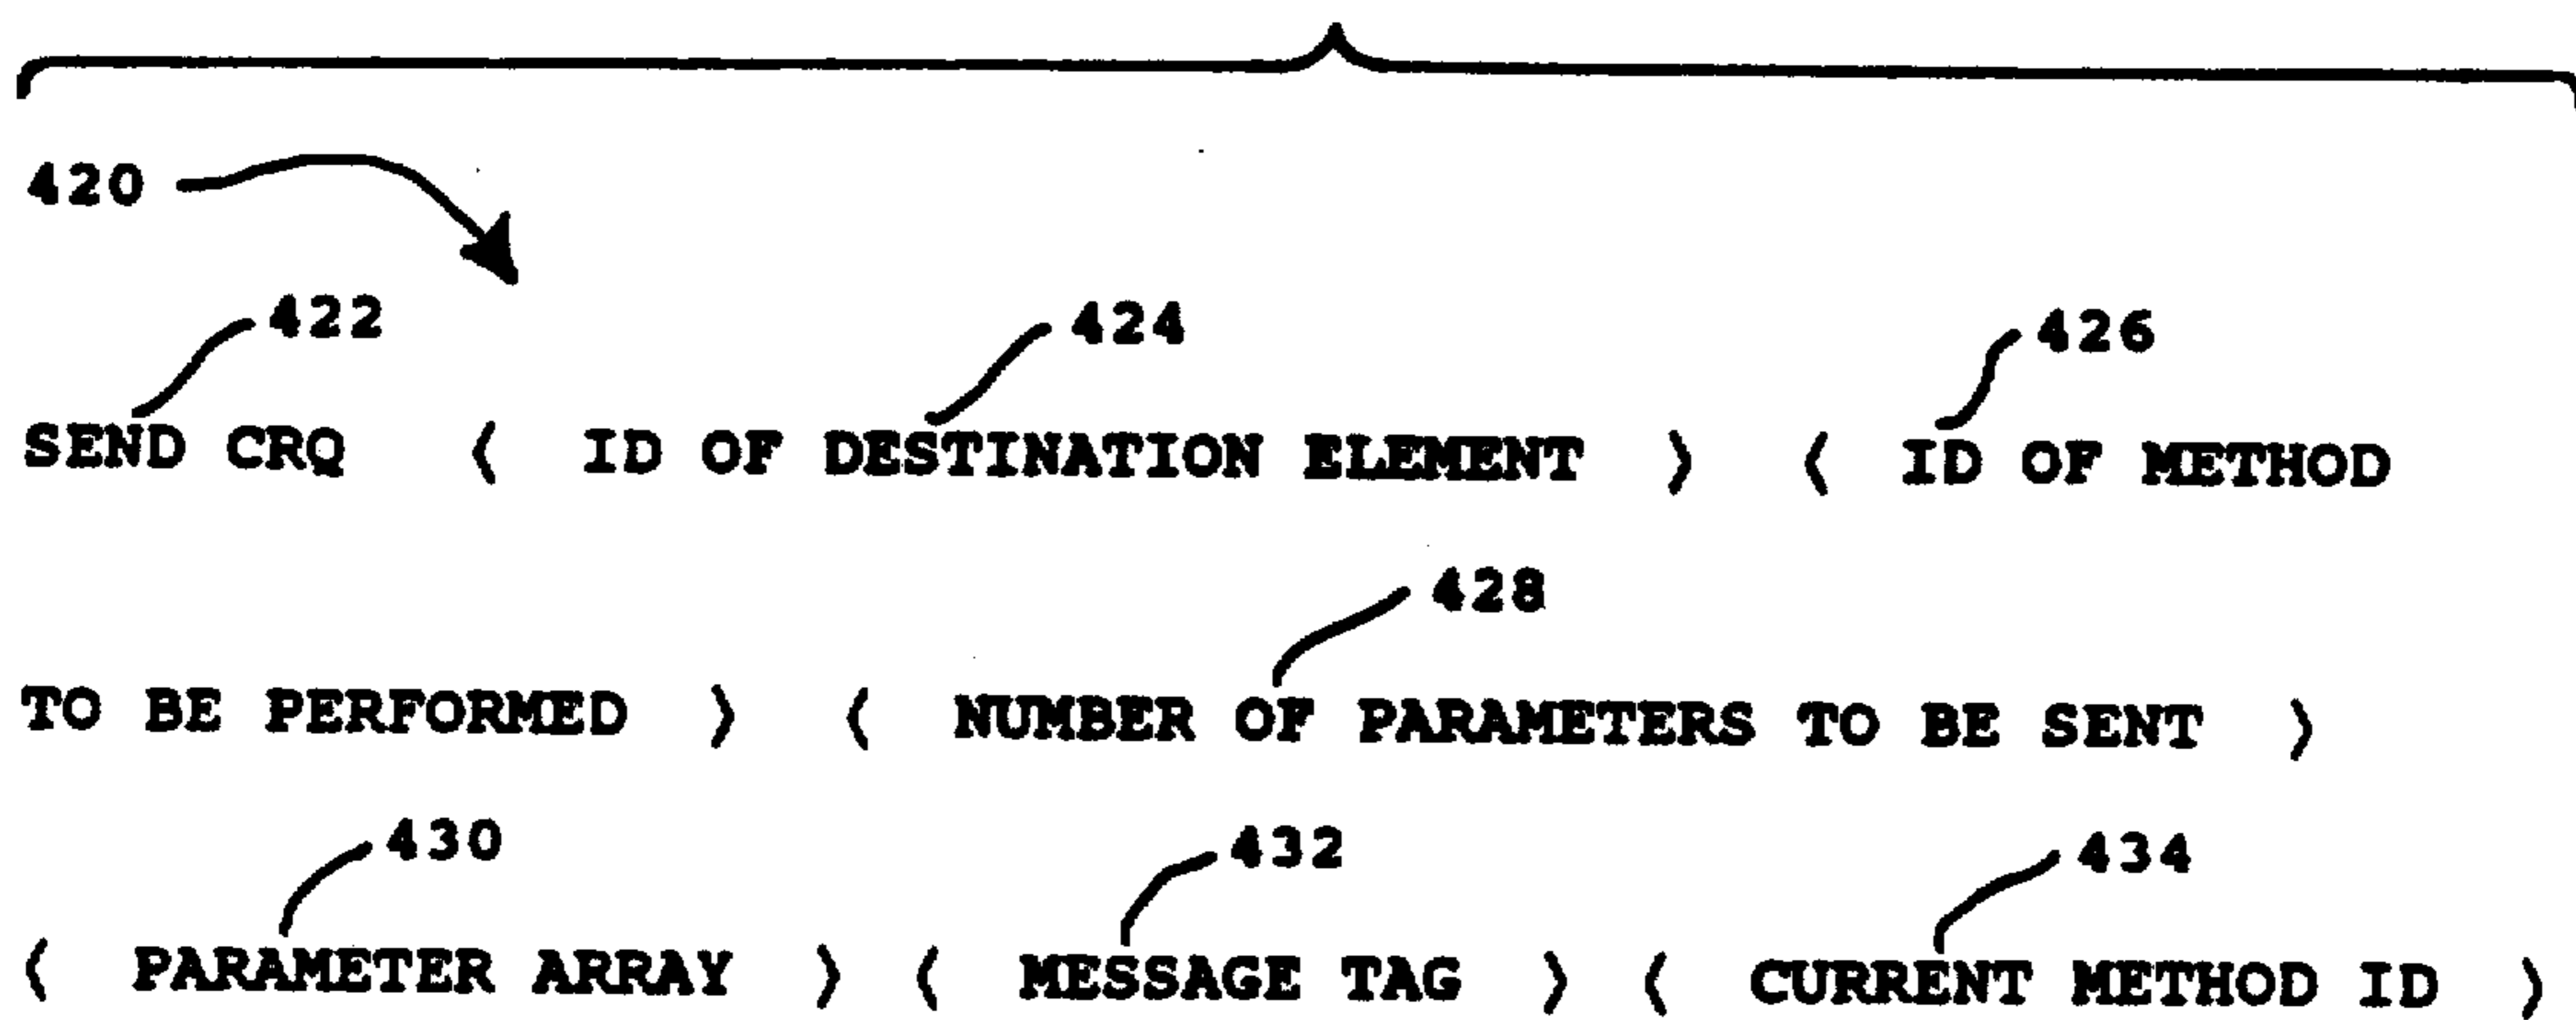 420
422 424 426
SEND CRQ ⟨ ID OF DESTINATION ELEMENT ⟩ ⟨ ID OF METHOD
428
TO BE PERFORMED ⟩ ⟨ NUMBER OF PARAMETERS TO BE SENT ⟩
430 432 434
⟨ PARAMETER ARRAY ⟩ ⟨ MESSAGE TAG ⟩ ⟨ CURRENT METHOD ID ⟩